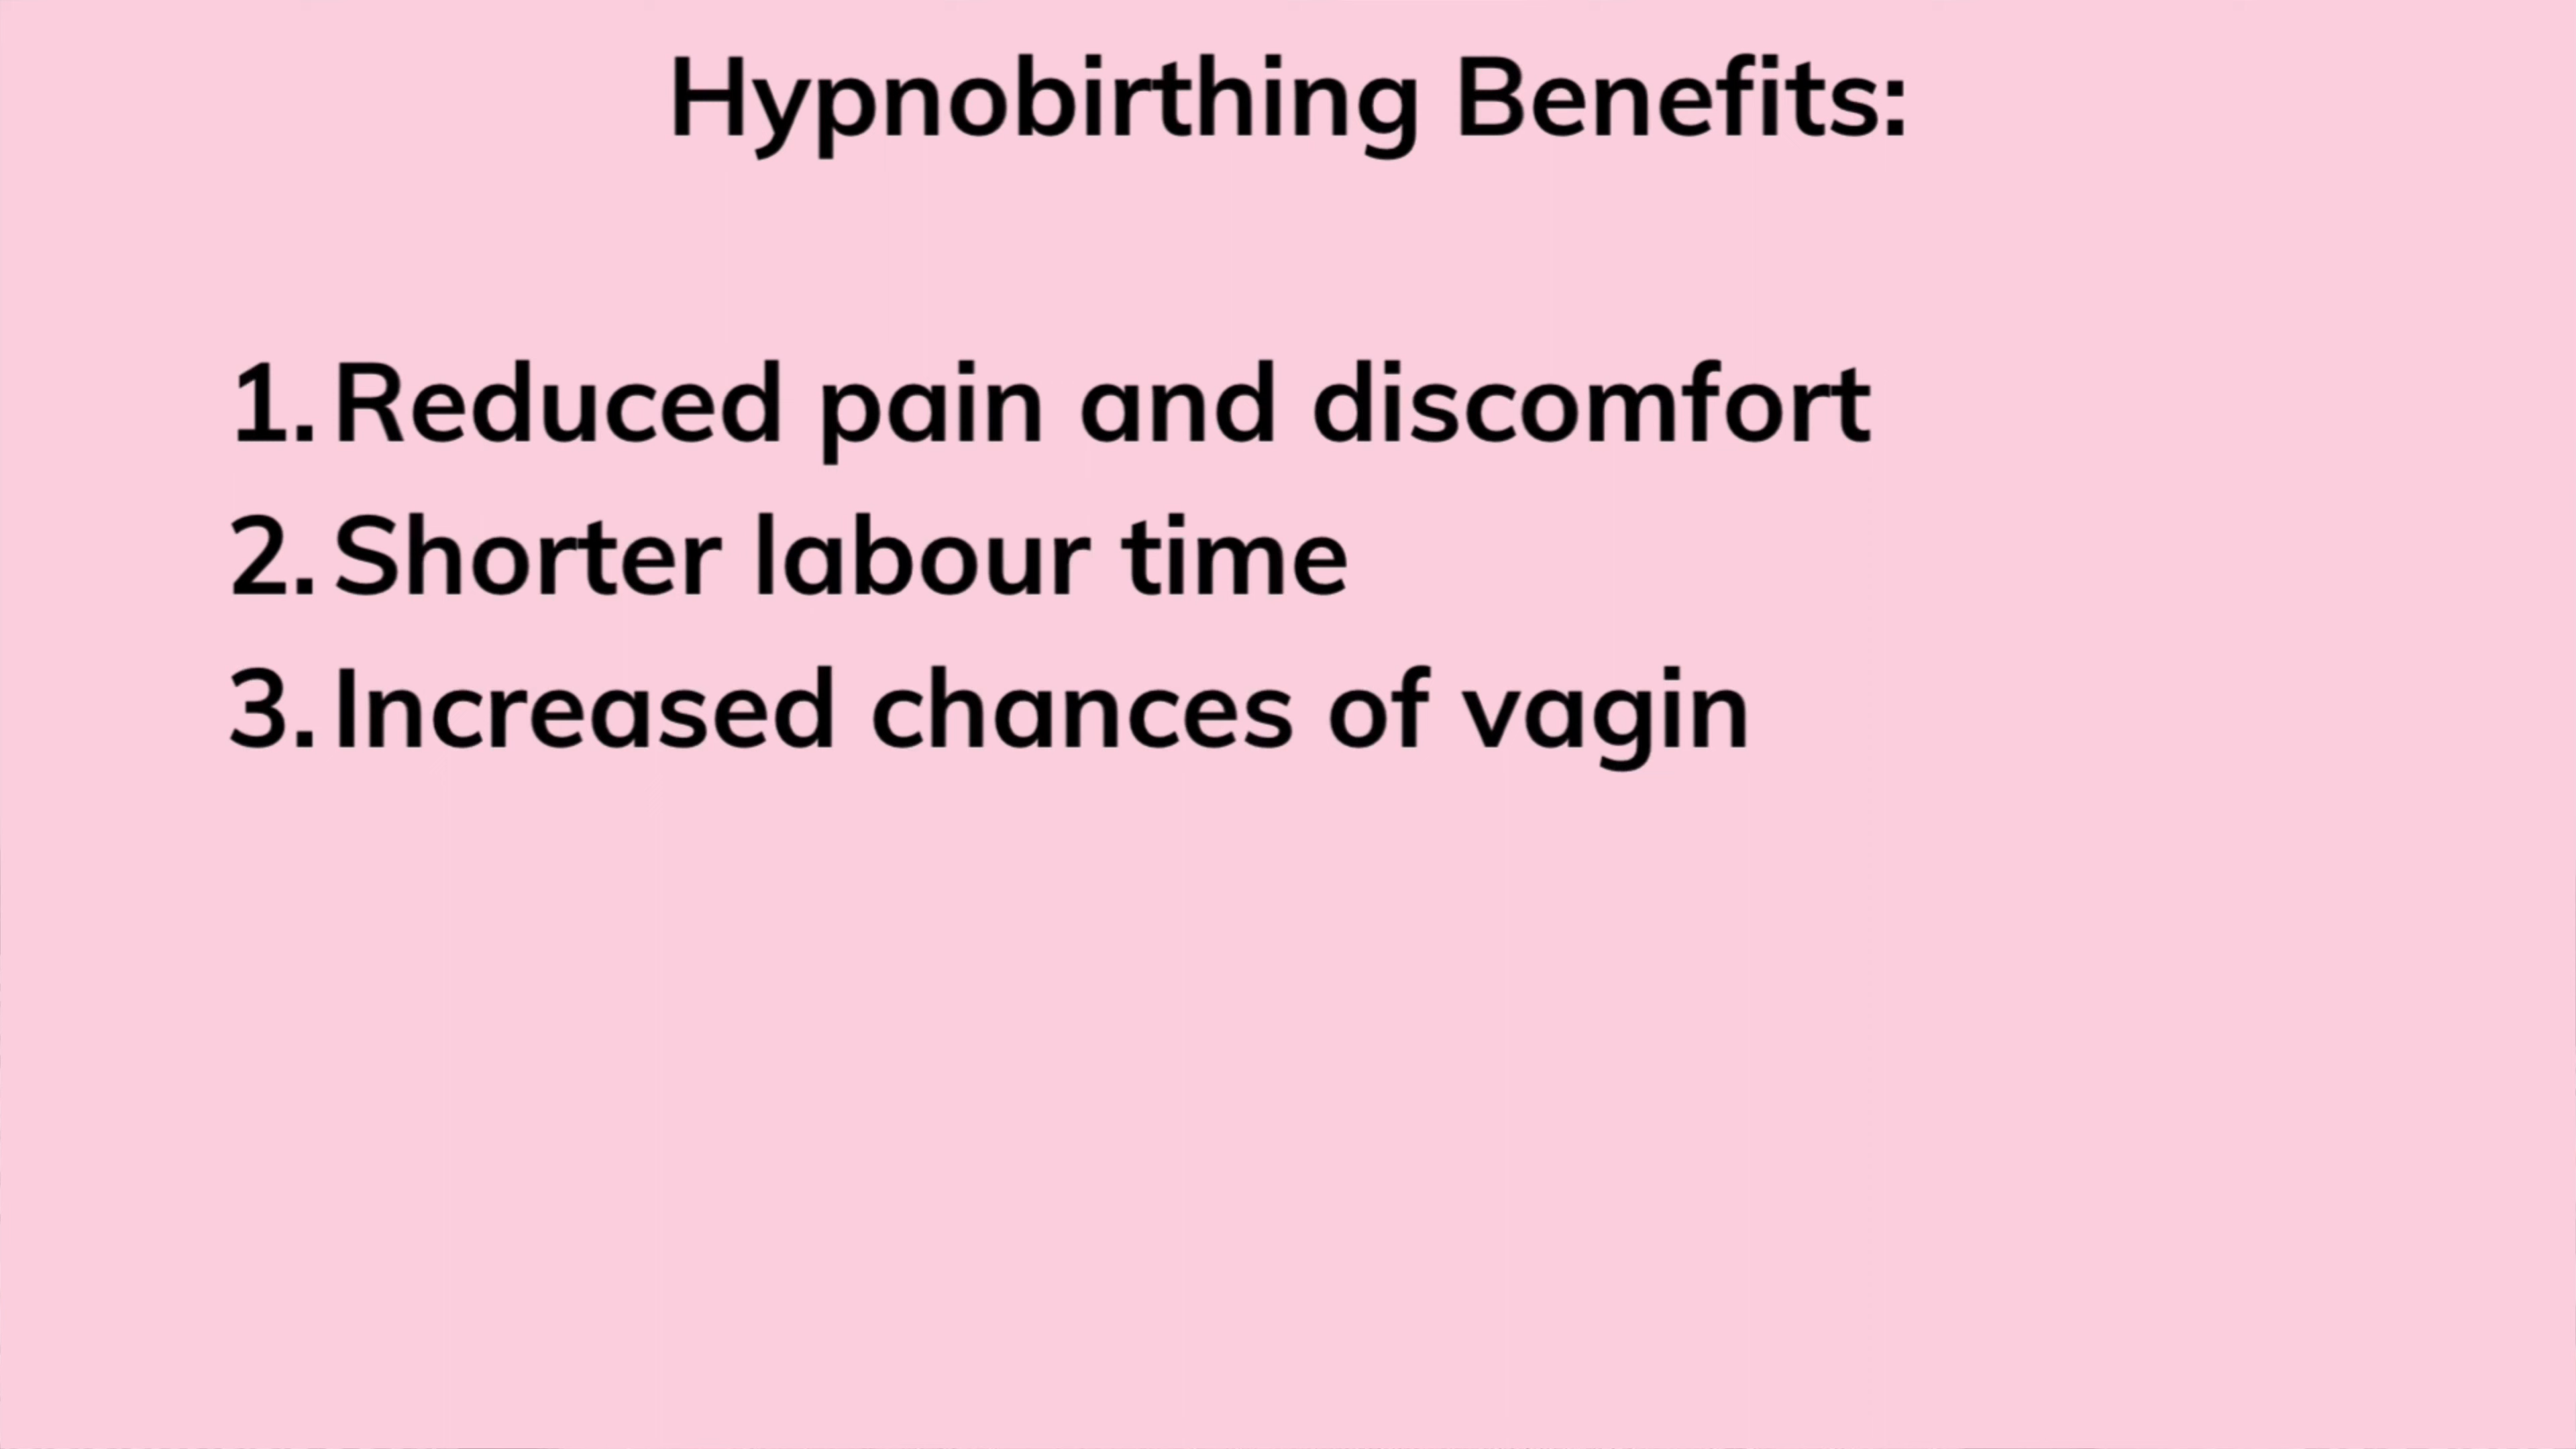 Hypnobirthing Benefits:
1. Reduced pain and discomfort
2. Shorter labour time
3. Increased chances of vagin